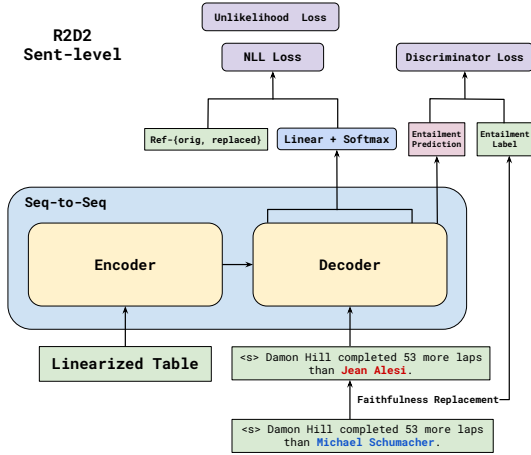 R2D2
Sent-level
Unlikelihood Loss
NLL Loss
Discriminator Loss
Ref-{orig, replaced}
Linear + Softmax
Entailment
Prediction
Entailment
Label
Seq-to-Seq
Encoder
Decoder
Linearized Table
<s> Damon Hill completed 53 more laps
than Jean Alesi.
Faithfulness Replacement
<s> Damon Hill completed 53 more laps
than Michael Schumacher.